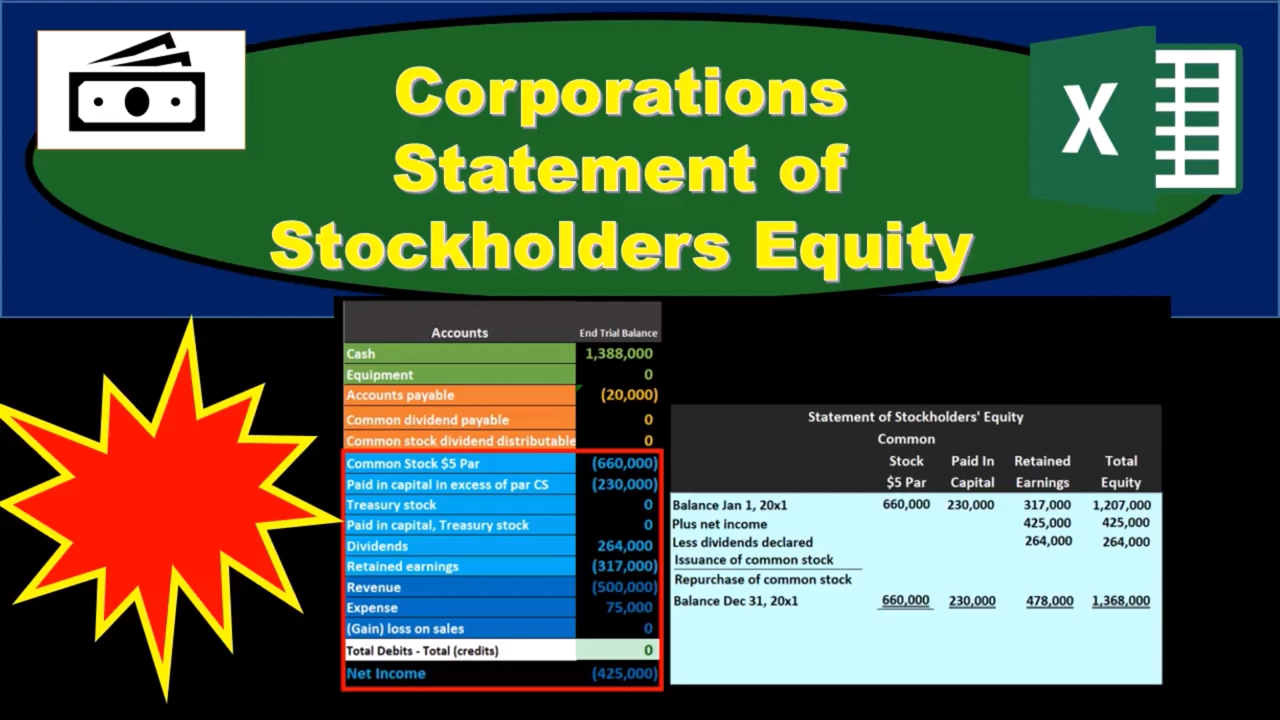 Corporations
Statement of
Stockholders Equity
X
Accounts End Trial Balance
Cash 1,388,000
Equipment 0
Accounts payable (20,000)
Common dividend payable 0
Common stock dividend distributable 0
Common Stock $5 Par (660,000)
Paid in capital in excess of par CS (230,000)
Treasury stock 0
Paid in capital, Treasury stock 0
Dividends 264,000
Retained earnings (317,000)
Revenue (500,000)
Expense 75,000
(Gain) loss on sales 0
Total Debits - Total (credits) 0
Net Income (425,000)
Statement of Stockholders' Equity
Common
Stock Paid In Retained Total
$5 Par Capital Earnings Equity
Balance Jan 1, 20x1 660,000 230,000 317,000 1,207,000
Plus net income 425,000 425,000
Less dividends declared 264,000 264,000
Issuance of common stock
Repurchase of common stock
Balance Dec 31, 20x1 660,000 230,000 478,000 1,368,000